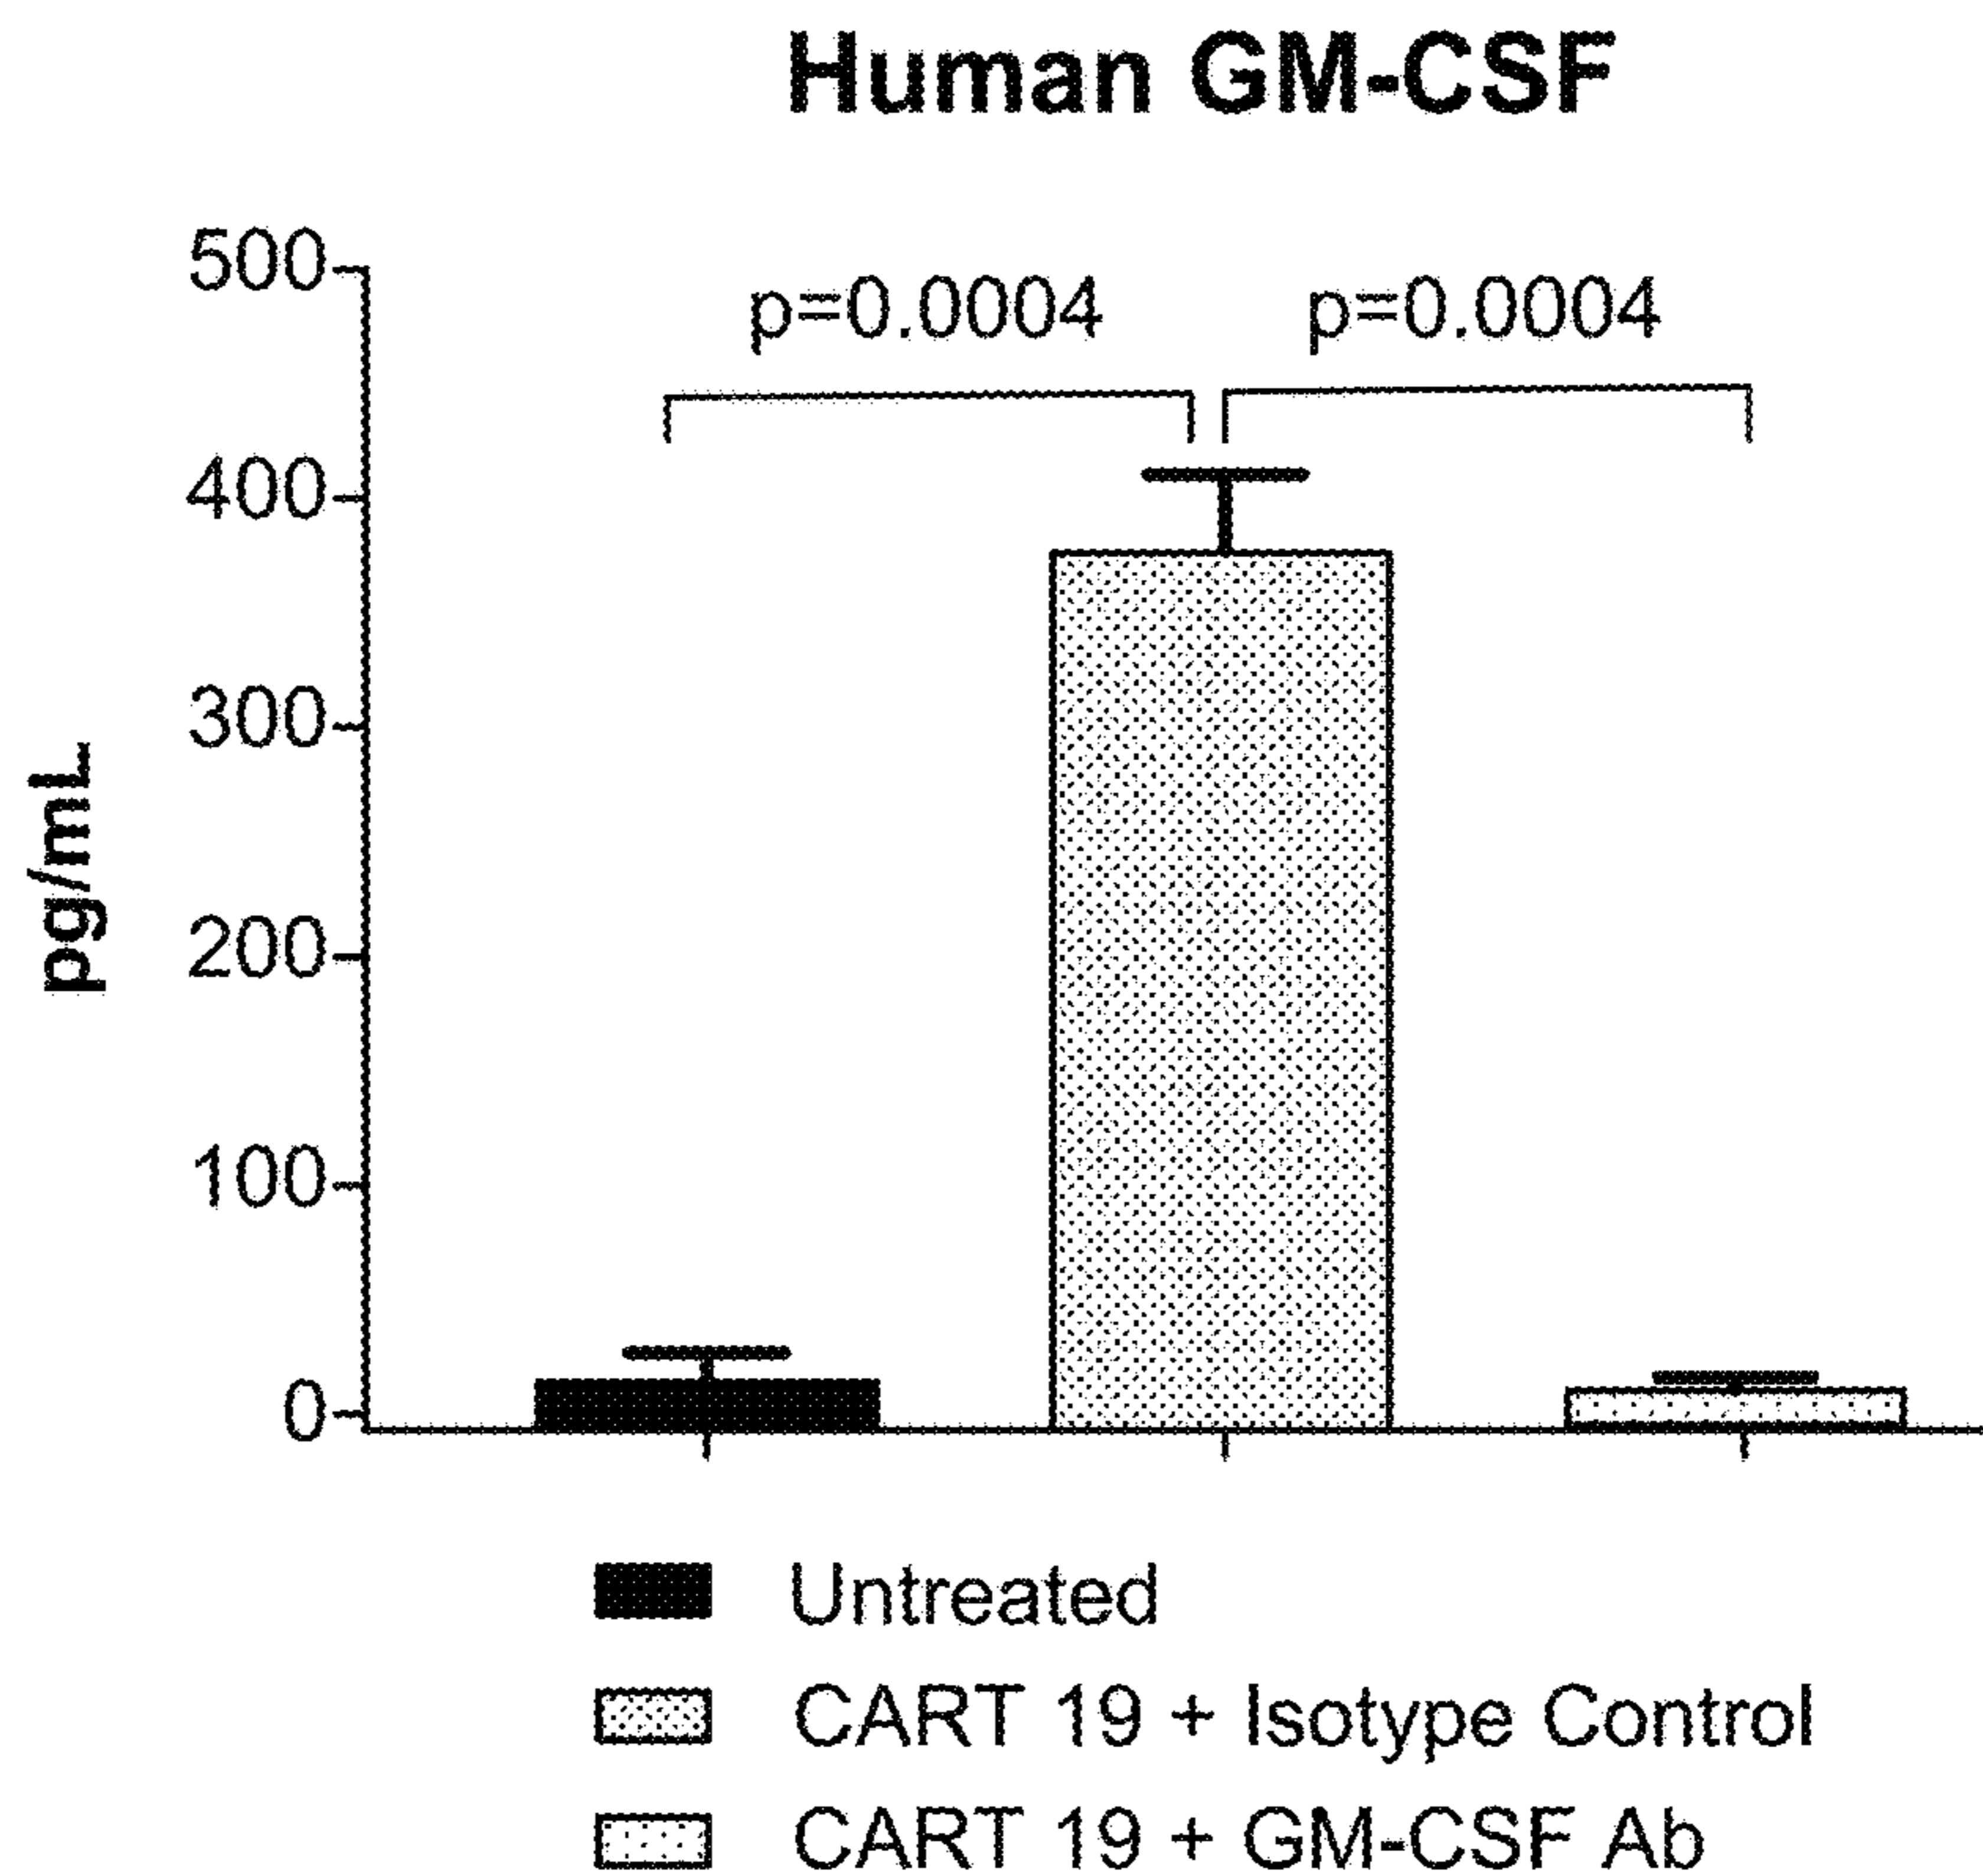 Human GM-CSF
500
p=0.0004 p=0.0004
400
300
pg/mL
200
100
0
Untreated
CART 19 + Isotype Control
CART 19 + GM-CSF Ab